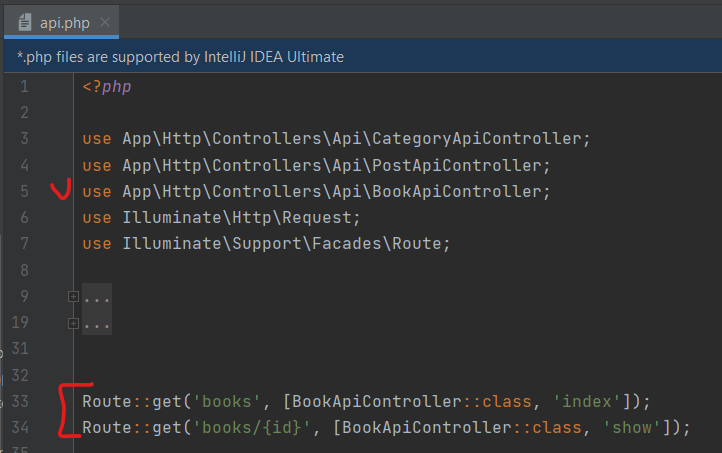 api.php
*.php files are supported by IntelliJ IDEA Ultimate
1 <?php
2
3 use App\Http\Controllers\Api\CategoryApiController;
4 use App\Http\Controllers\Api\PostApiController;
5 use App\Http\Controllers\Api\BookApiController;
6 use Illuminate\Http\Request;
7 use Illuminate\Support\Facades\Route;
8
9 ...
19 ...
31
32
33 Route::get('books', [BookApiController::class, 'index']);
34 Route::get('books/{id}', [BookApiController::class, 'show']);
35